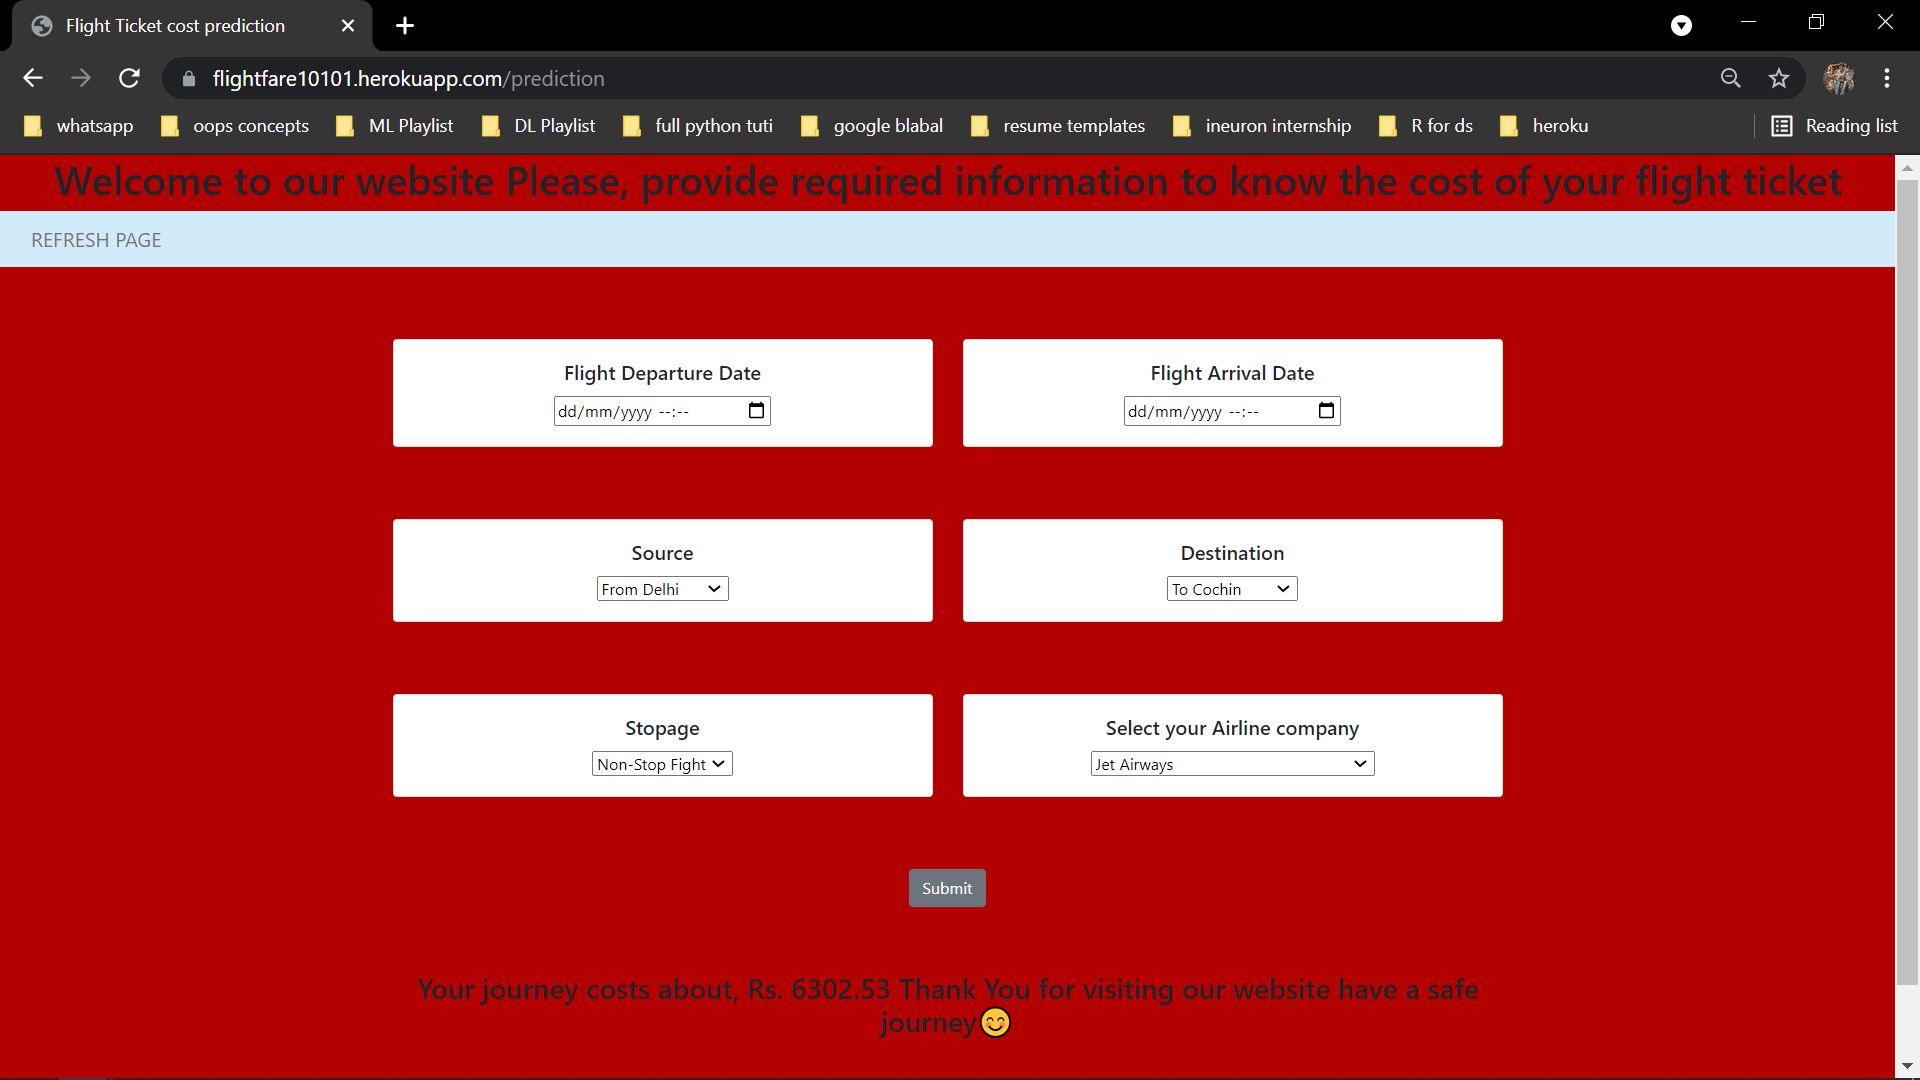 Flight Ticket cost prediction
flightfare10101.herokuapp.com/prediction
whatsapp oops concepts ML Playlist DL Playlist full python tuti google blabal resume templates ineuron internship R for ds heroku Reading list
Welcome to our website Please, provide required information to know the cost of your flight ticket
REFRESH PAGE
Flight Departure Date Flight Arrival Date
dd/mm/yyyy --:-- dd/mm/yyyy --:--
Source Destination
From Delhi To Cochin
Stopage Select your Airline company
Non-Stop Fight Jet Airways
Submit
Your journey costs about, Rs. 6302.53 Thank You for visiting our website have a safe
journey😊